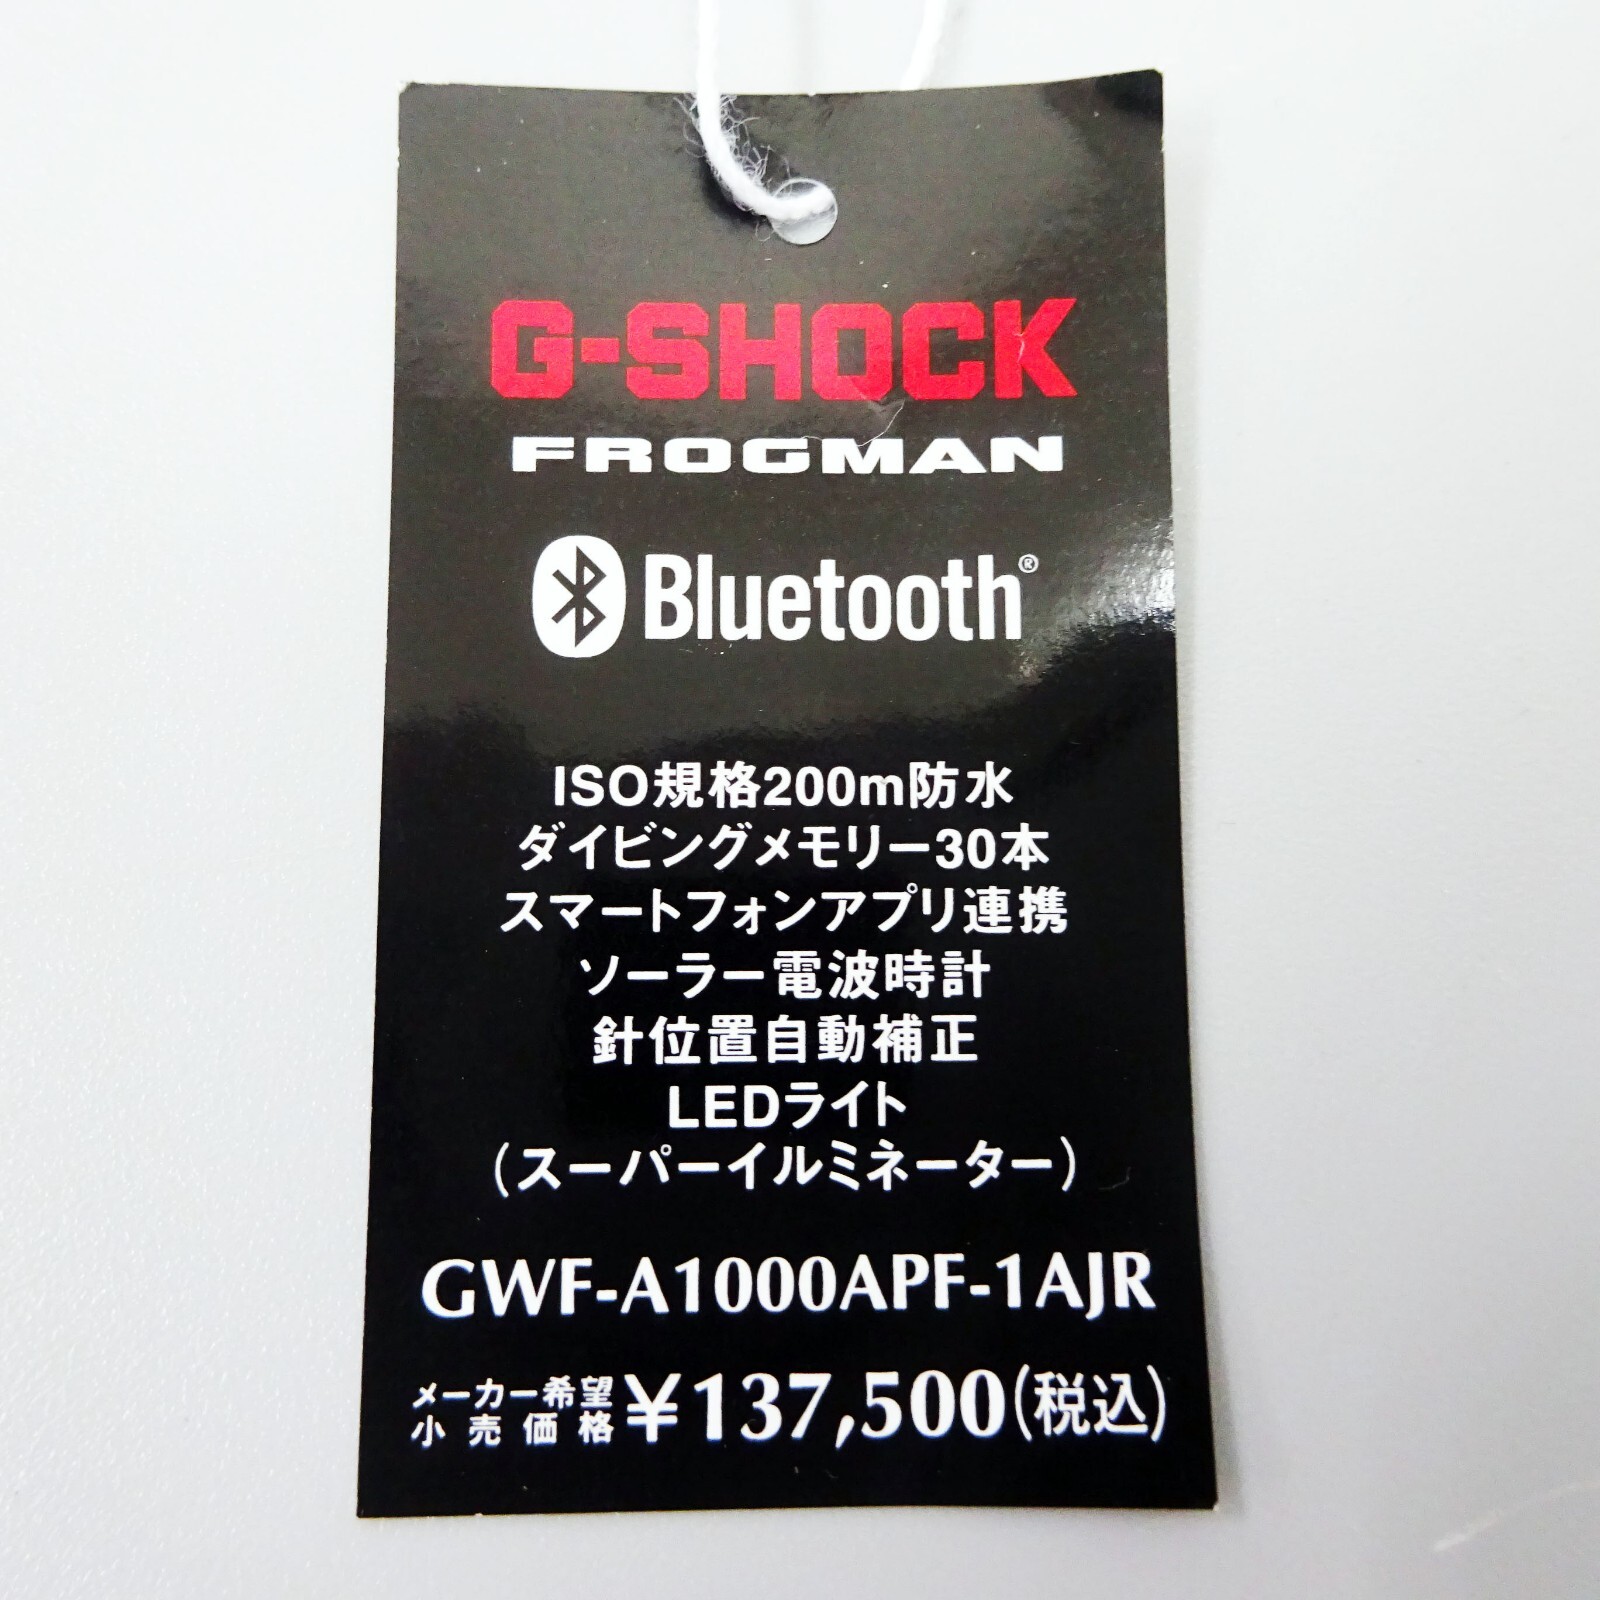 G-SHOCK
FROGMAN
Bluetooth®
ISO規格200m防水
ダイビングメモリー30本
スマートフォンアプリ連携
ソーラー電波時計
針位置自動補正
LEDライト
(スーパーイルミネーター)
GWF-A1000APF-1AJR
メーカー希望
小売価格 ¥137,500(税込)